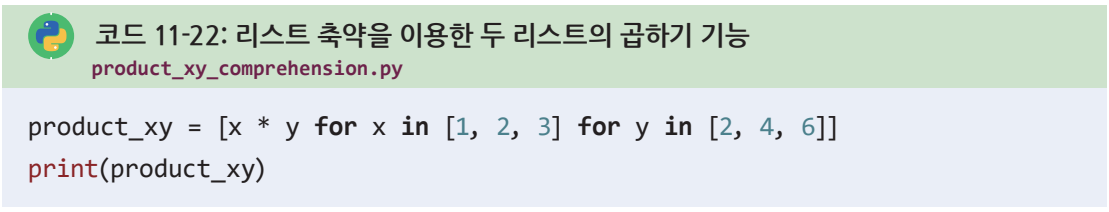 코드 11-22: 리스트 축약을 이용한 두 리스트의 곱하기 기능
product_xy_comprehension.py
product_xy = [x * y for x in [1, 2, 3] for y in [2, 4, 6]]
print(product_xy)